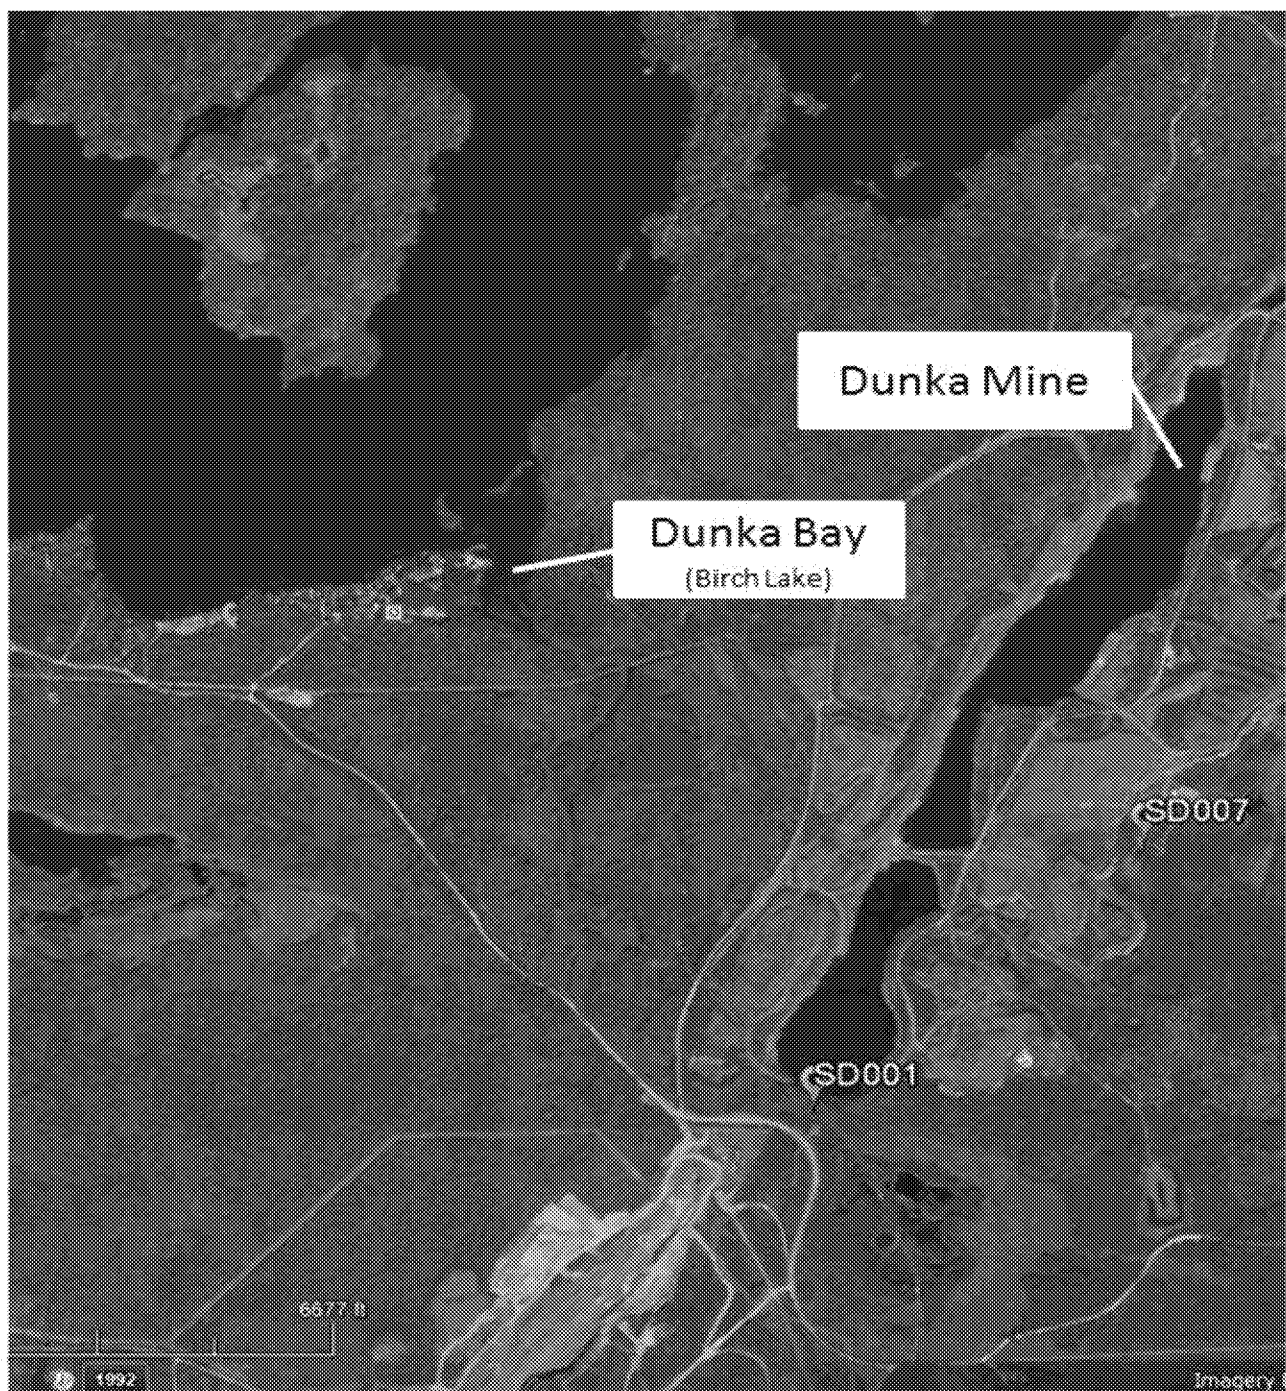 Dunka Mine
Dunka Bay
(Birch Lake)
SD007
SD001
6677 ft
1992
Imagery